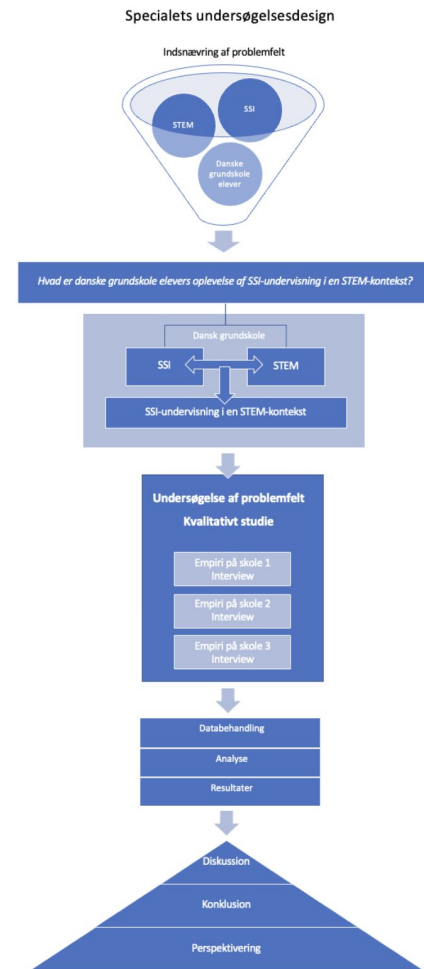 Specialets undersøgelsesdesign
Indsnævring af problemfelt
STEM
SSI
Danske
grundskole
elever
Hvad er danske grundskole elevers oplevelse af SSI-undervisning i en STEM-kontekst?
Dansk grundskole
SSI
STEM
SSI-undervisning i en STEM-kontekst
Undersøgelse af problemfelt
Kvalitativt studie
Empiri på skole 1
Interview
Empiri på skole 2
Interview
Empiri på skole 3
Interview
Databehandling
Analyse
Resultater
Diskussion
Konklusion
Perspektivering